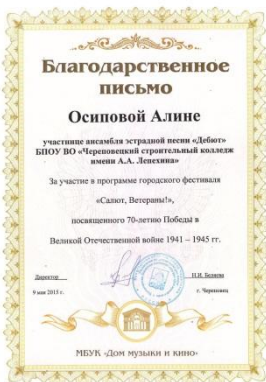 Благодарственное
письмо
Осиповой Алине
участнице ансамбля эстрадной песни «Дебют»
БПОУ ВО «Череповецкий строительный колледж
имени А.А. Лепехина»
За участие в программе городского фестиваля
«Салют, Ветераны!»,
посвященного 70-летию Победы в
Великой Отечественной войне 1941 – 1945 гг.
Директор Н.И. Беляева
9 мая 2015 г. г. Череповец
МБУК «Дом музыки и кино»